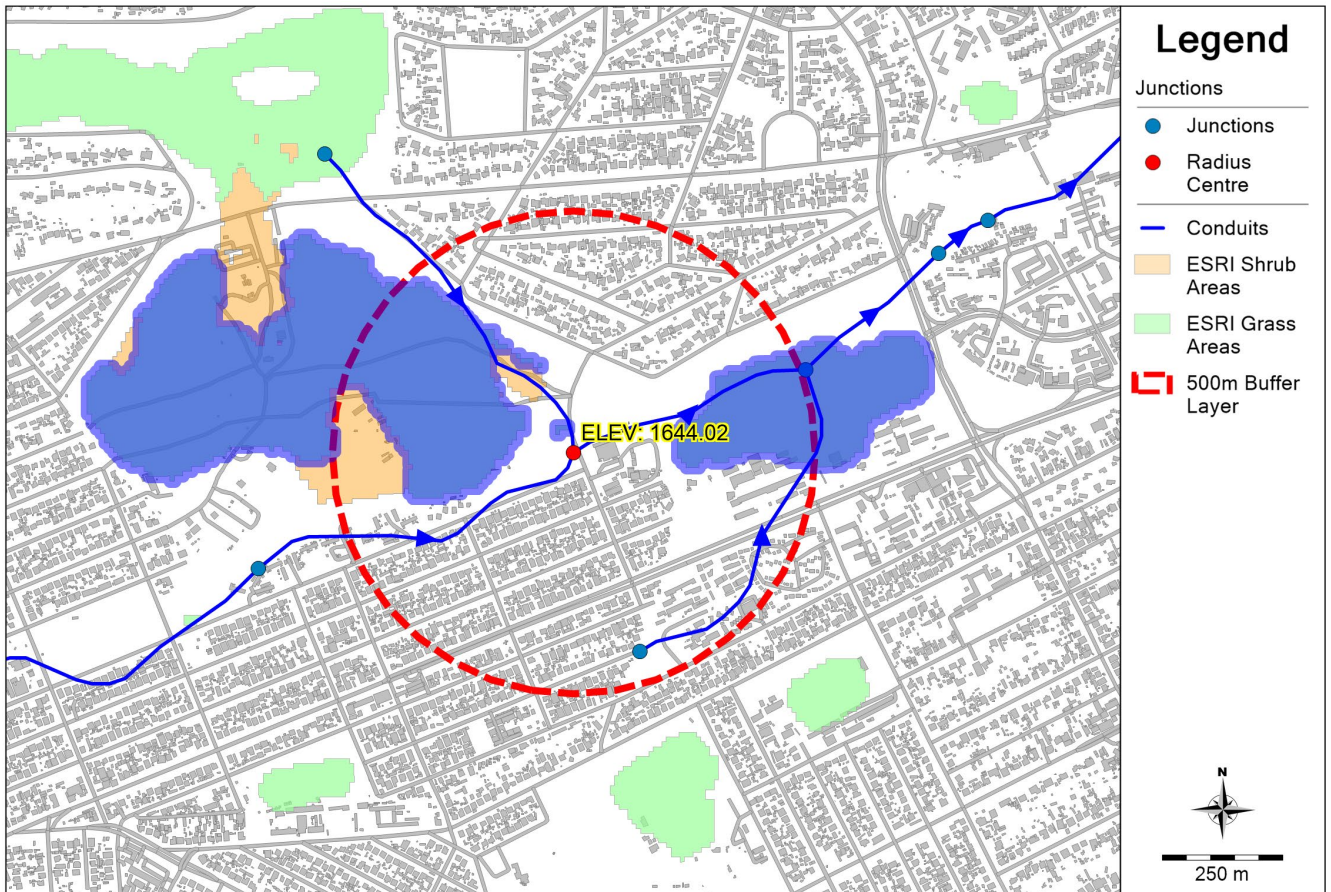 Legend
Junctions
Junctions
Radius
Centre
Conduits
ESRI Shrub
Areas
ESRI Grass
Areas
500m Buffer
Layer
ELEV: 1644.02
N
250 m